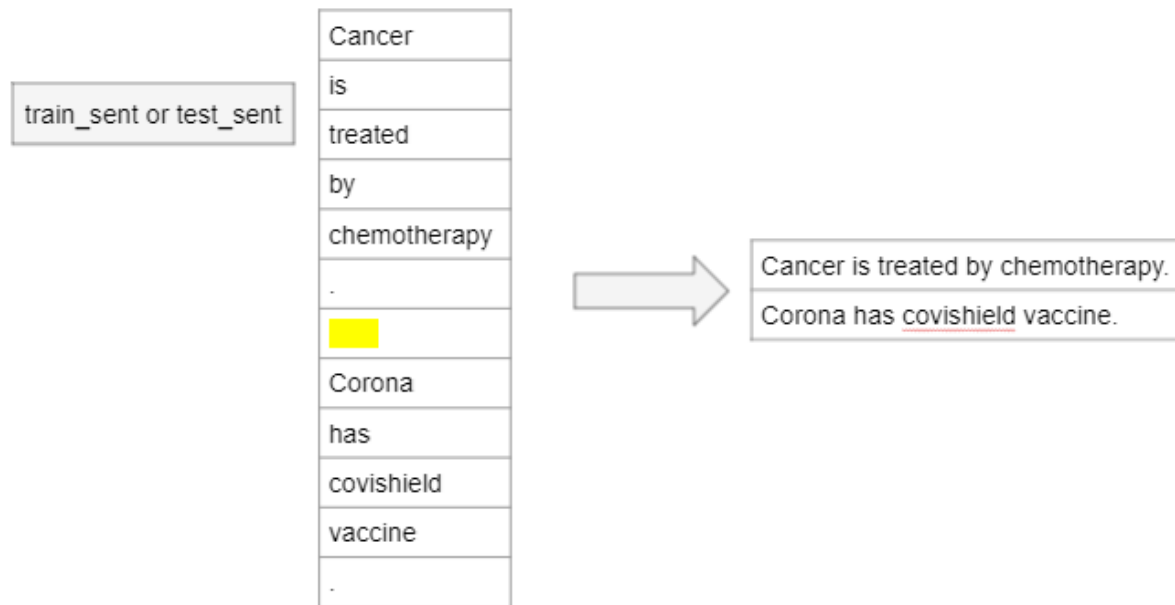 train_sent or test_sent
Cancer
is
treated
by
chemotherapy
.
Corona
has
covishield
vaccine
.
Cancer is treated by chemotherapy.
Corona has covishield vaccine.